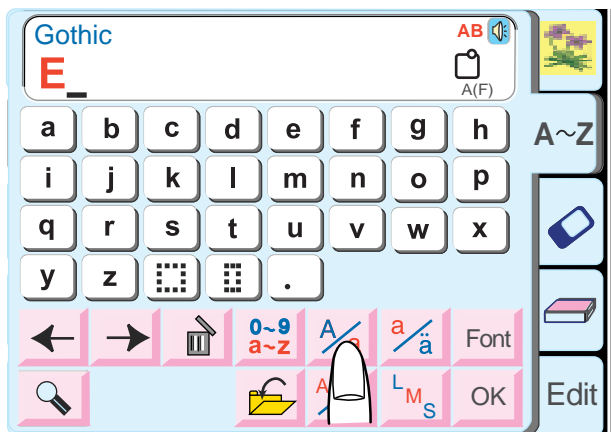 Gothic
AB
E_
A(F)
a b c d e f g h
A~Z
i j k l m n o p
q r s t u v w x
y z .
0~9
a~z
A/a
a/ä
Font
A
L M S
OK
Edit